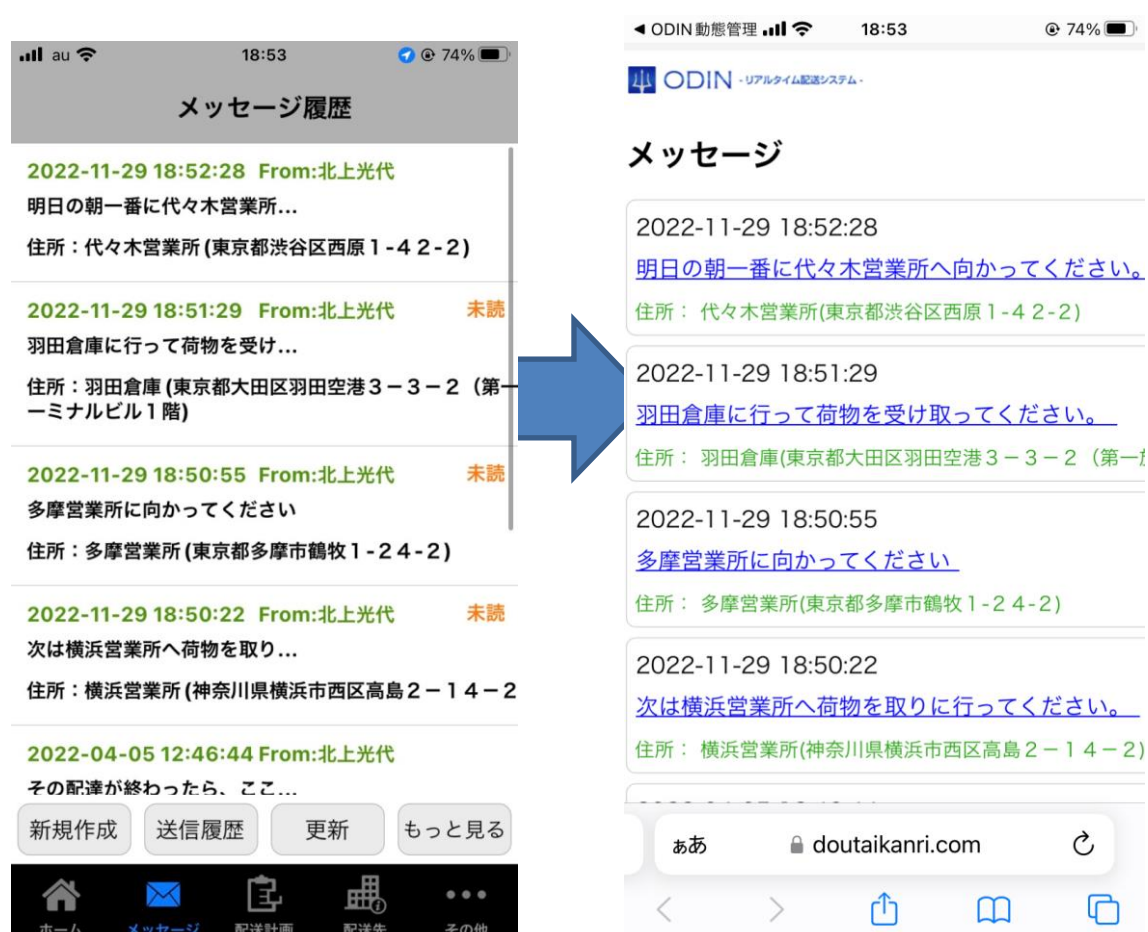 au 18:53 74%
メッセージ履歴
2022-11-29 18:52:28 From:北上光代
明日の朝一番に代々木営業所...
住所：代々木営業所(東京都渋谷区西原１-４２-２)
2022-11-29 18:51:29 From:北上光代 未読
羽田倉庫に行って荷物を受け...
住所：羽田倉庫(東京都大田区羽田空港３－３－２（第一
ーミナルビル１階)
2022-11-29 18:50:55 From:北上光代 未読
多摩営業所に向かってください
住所：多摩営業所(東京都多摩市鶴牧１-２４-２)
2022-11-29 18:50:22 From:北上光代 未読
次は横浜営業所へ荷物を取り...
住所：横浜営業所(神奈川県横浜市西区高島２－１４－２
2022-04-05 12:46:44 From:北上光代
その配達が終わったら、ここ...
新規作成 送信履歴 更新 もっと見る
ホーム メッセージ 配送計画 配送先 その他
◀ ODIN動態管理 18:53 74%
ODIN - リアルタイム配送システム -
メッセージ
2022-11-29 18:52:28
明日の朝一番に代々木営業所へ向かってください。
住所： 代々木営業所(東京都渋谷区西原１-４２-２)
2022-11-29 18:51:29
羽田倉庫に行って荷物を受け取ってください。
住所： 羽田倉庫(東京都大田区羽田空港３－３－２（第一
2022-11-29 18:50:55
多摩営業所に向かってください
住所： 多摩営業所(東京都多摩市鶴牧１-２４-２)
2022-11-29 18:50:22
次は横浜営業所へ荷物を取りに行ってください。
住所： 横浜営業所(神奈川県横浜市西区高島２－１４－２)
ぁあ doutaikanri.com